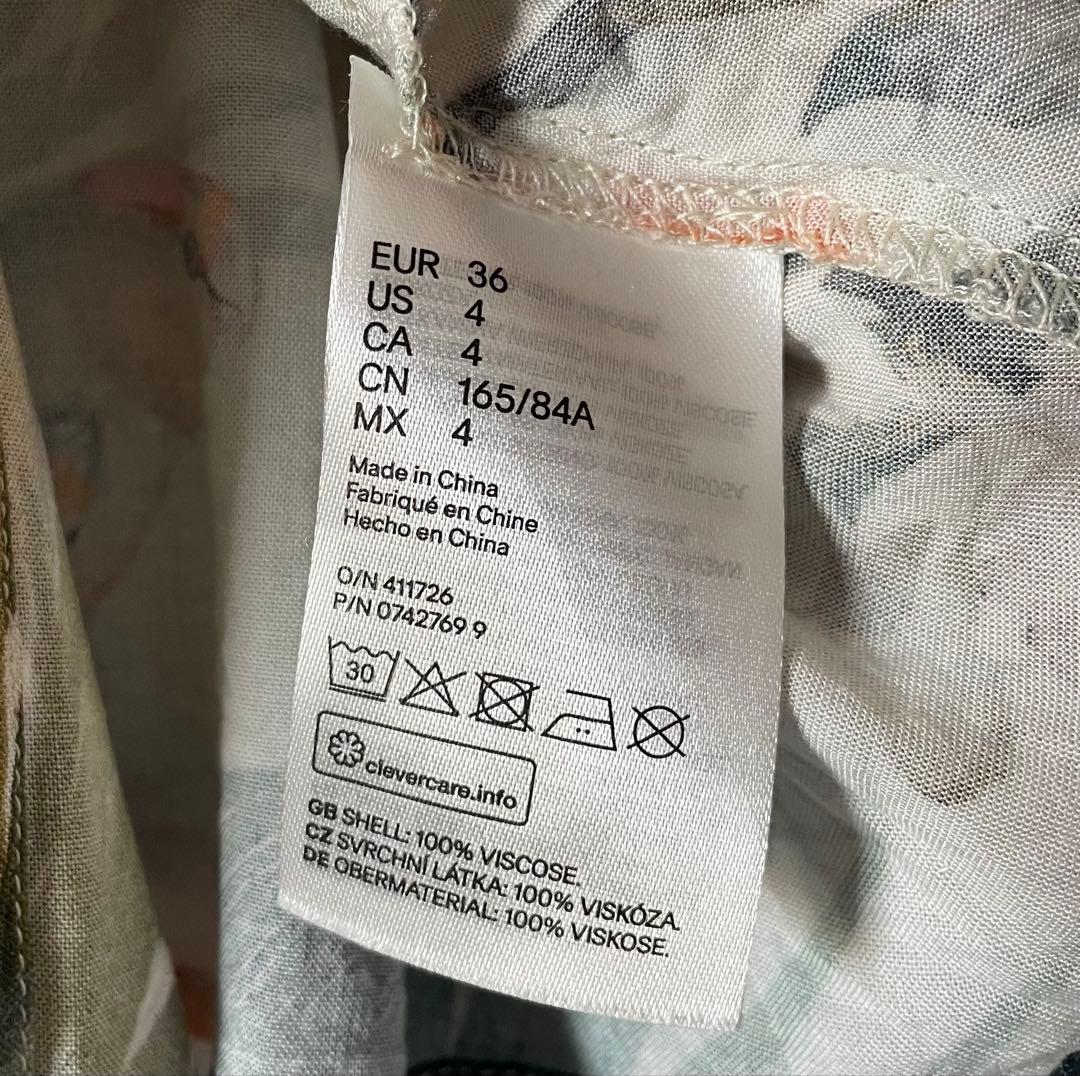 EUR 36
US 4
CA 4
CN 165/84A
MX 4
Made in China
Fabriqué en Chine
Hecho en China
O/N 411726
P/N 0742769 9
30
clevercare.info
GB SHELL: 100% VISCOSE.
CZ SVRCHNÍ LÁTKA: 100% VISKÓZA.
DE OBERMATERIAL: 100% VISKOSE.